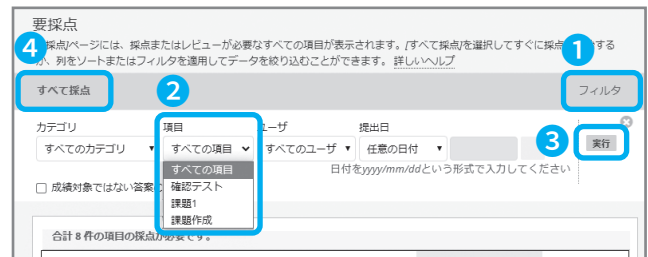 要採点
採点]ページには、採点またはレビューが必要なすべての項目が表示されます。[すべて採点]を選択してすぐに採点 する
、列をソートまたはフィルタを適用してデータを絞り込むことができます。 詳しいヘルプ
4
1
すべて採点
2
フィルタ
カテゴリ 項目 ユーザ 提出日
すべてのカテゴリ すべての項目 すべてのユーザ 任意の日付
3
実行
日付をyyyy/mm/ddという形式で入力してください
すべての項目
確認テスト
課題1
課題作成
成績対象ではない答案
合計 8 件の項目の採点が必要です。